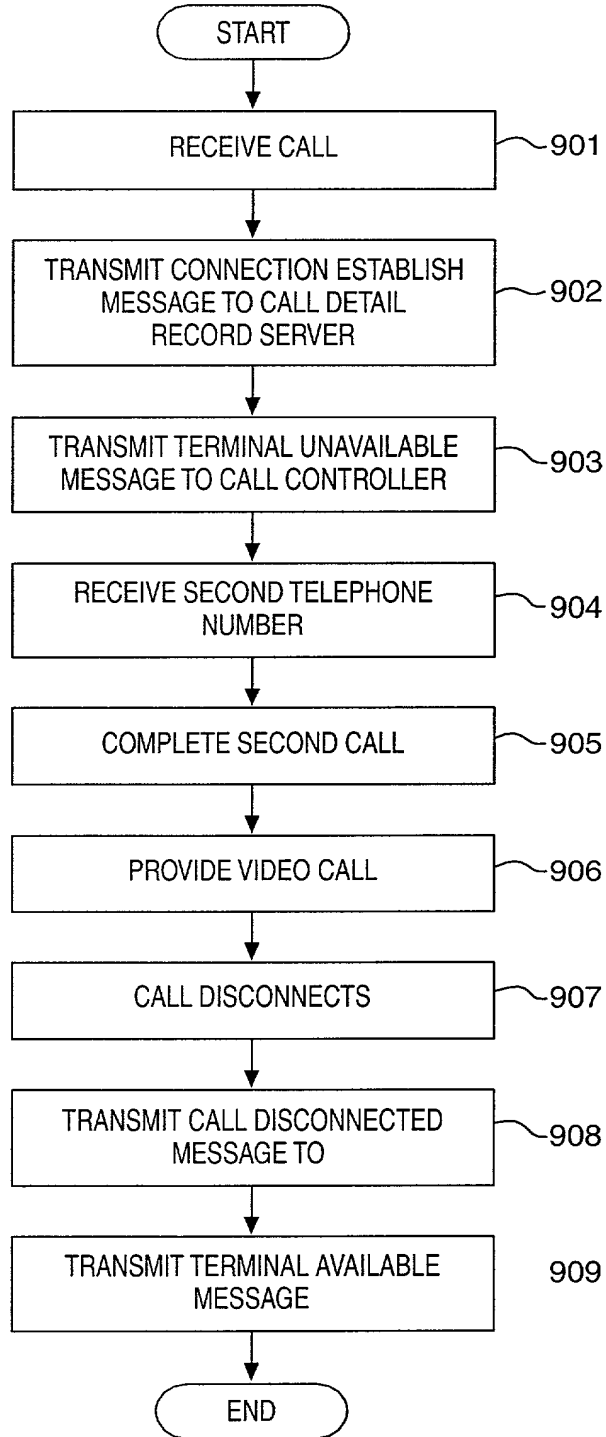 START
RECEIVE CALL
901
TRANSMIT CONNECTION ESTABLISH
MESSAGE TO CALL DETAIL
RECORD SERVER
902
TRANSMIT TERMINAL UNAVAILABLE
MESSAGE TO CALL CONTROLLER
903
RECEIVE SECOND TELEPHONE
NUMBER
904
COMPLETE SECOND CALL
905
PROVIDE VIDEO CALL
906
CALL DISCONNECTS
907
TRANSMIT CALL DISCONNECTED
MESSAGE TO
908
TRANSMIT TERMINAL AVAILABLE
MESSAGE
909
END